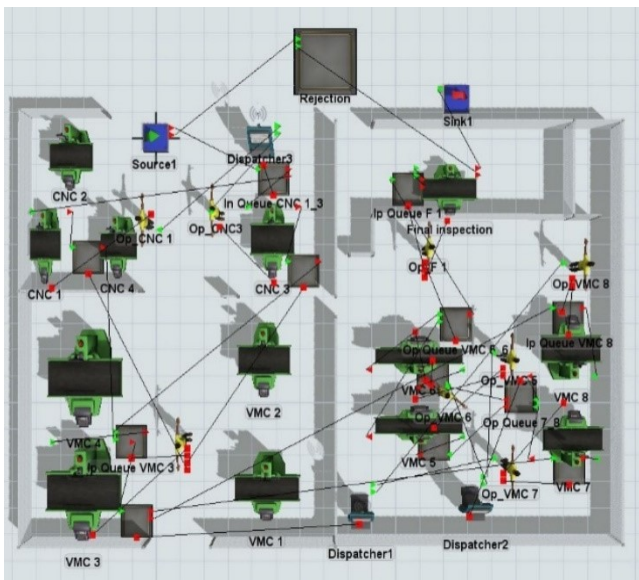 Rejection
Sink1
Source1
Dispatcher3
CNC 2
In Queue CNC 1_3
Ip Queue F 1
Op_CNC 1
Op_CNC3
Final inspection
Op_F 1
CNC 1
CNC 4
CNC 3
Op_VMC 8
Op Queue VMC
Ip Queue VMC 8
VMC 2
VMC 8
Op_VMC 6
Op Queue 7_8
VMC 4
Ip Queue VMC 3
VMC 5
Op_VMC 7
VMC 7
VMC 3
VMC 1
Dispatcher1
Dispatcher2